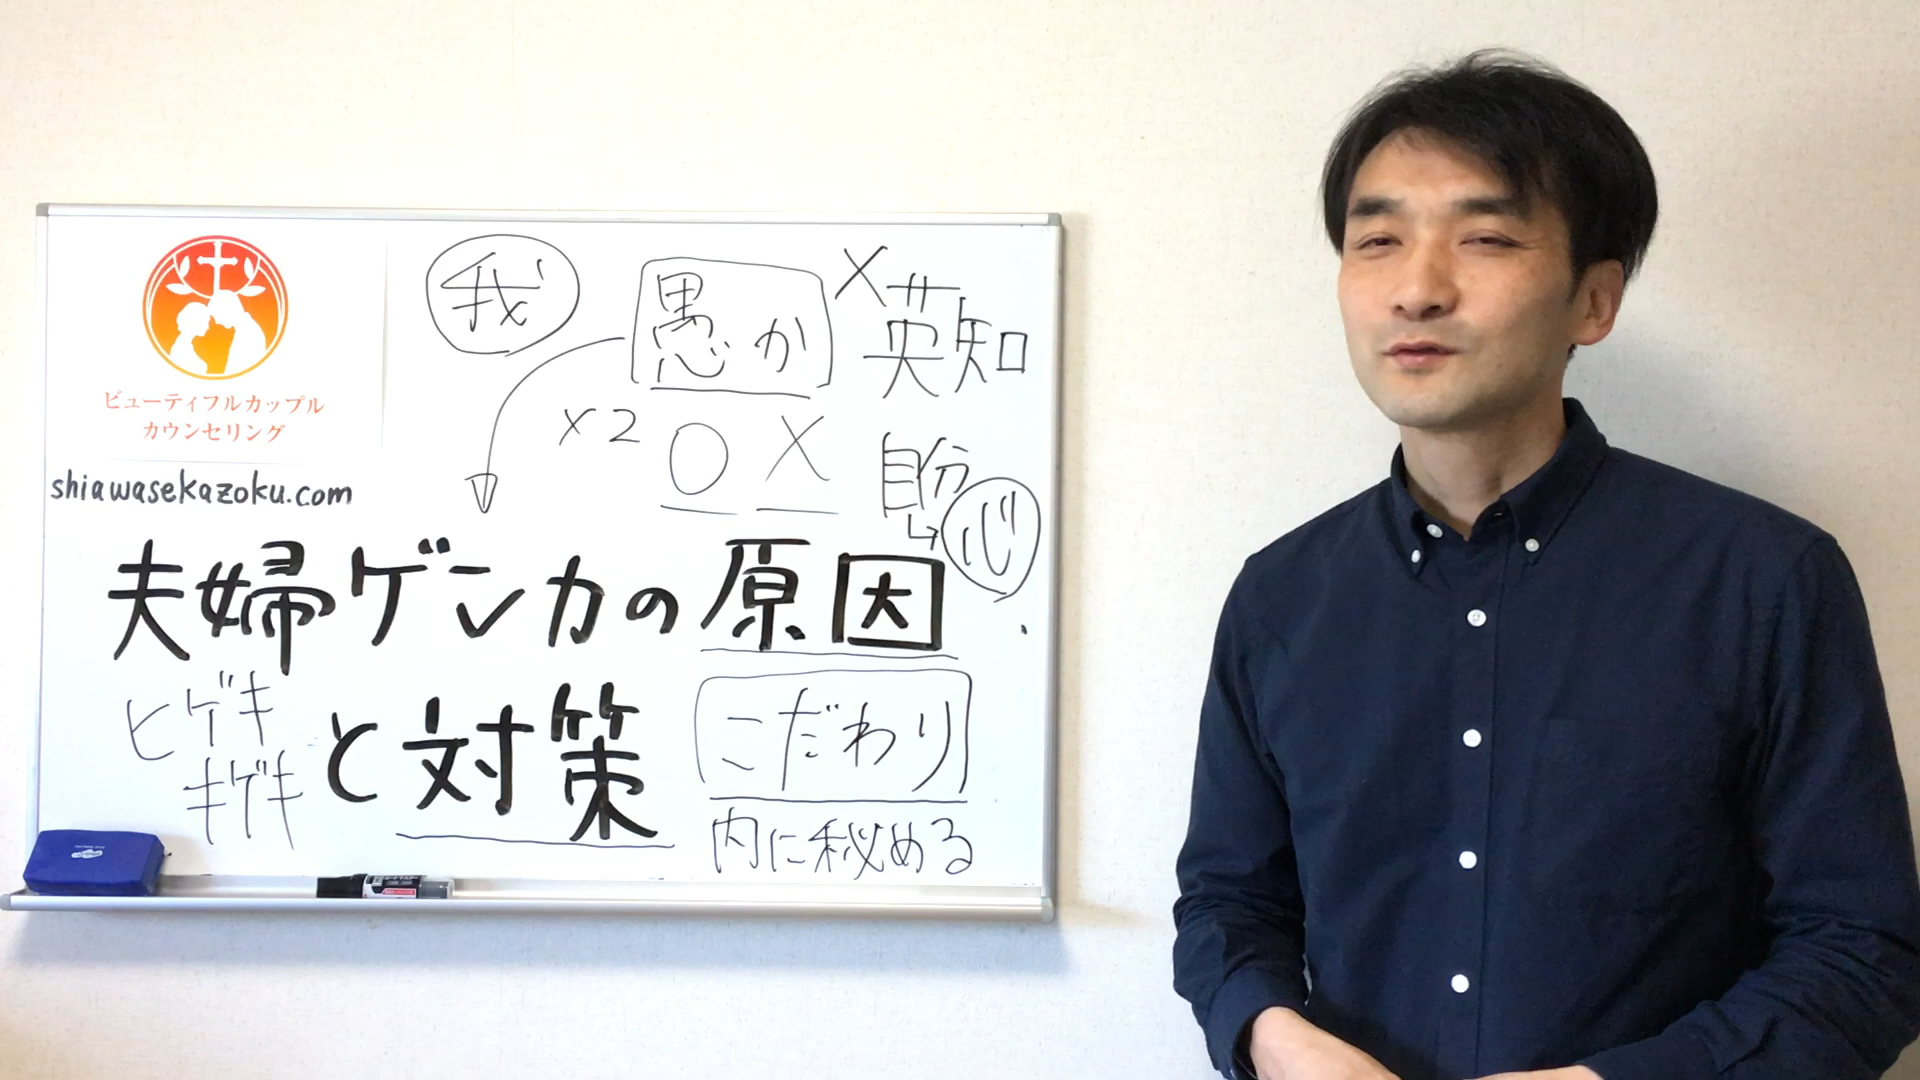 ビューティフルカップル
カウンセリング
shiawasekazoku.com
我
愚か
×英知
×2
○ ×
自分
心
夫婦ゲンカの原因
と対策
ヒゲキ
キゲキ
こだわり
内に秘める